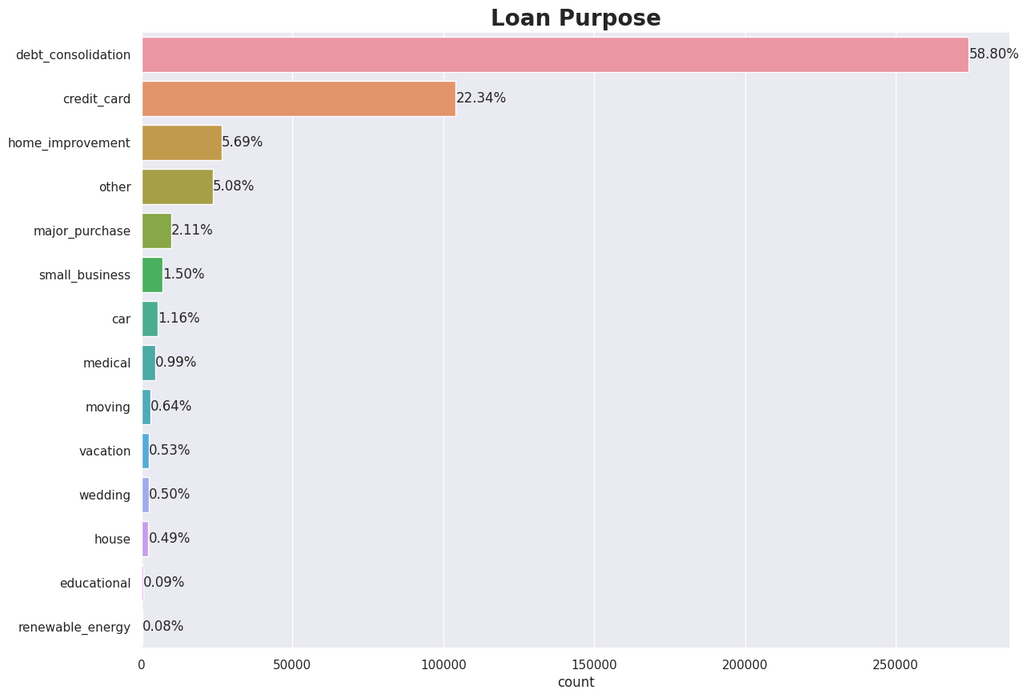 Loan Purpose
debt_consolidation 58.80%
credit_card 22.34%
home_improvement 5.69%
other 5.08%
major_purchase 2.11%
small_business 1.50%
car 1.16%
medical 0.99%
moving 0.64%
vacation 0.53%
wedding 0.50%
house 0.49%
educational 0.09%
renewable_energy 0.08%
0 50000 100000 150000 200000 250000
count